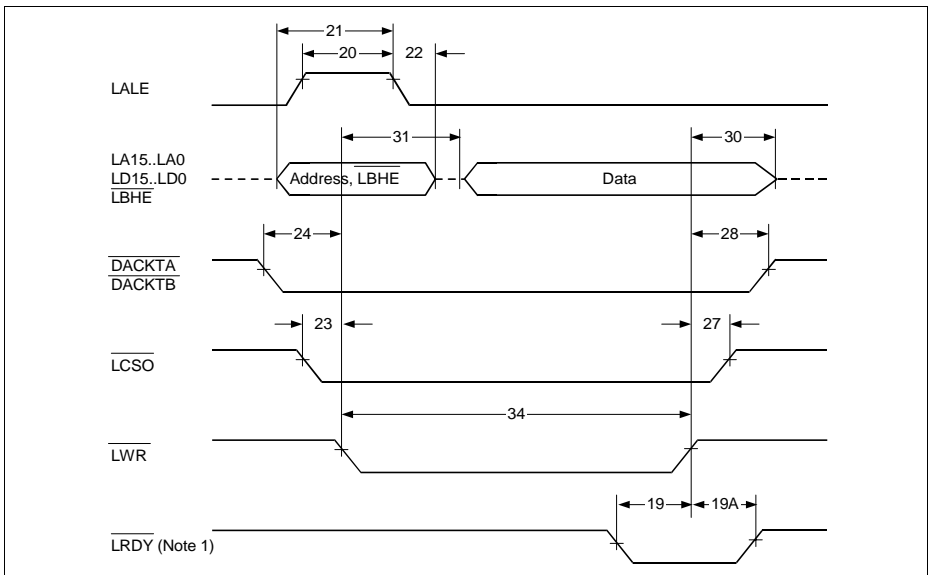 21
20
22
LALE
31
30
LA15..LA0
LD15..LD0
LBHE
Address, LBHE
Data
24
28
DACKTA
DACKTB
23
27
LCSO
34
LWR
19
19A
LRDY (Note 1)